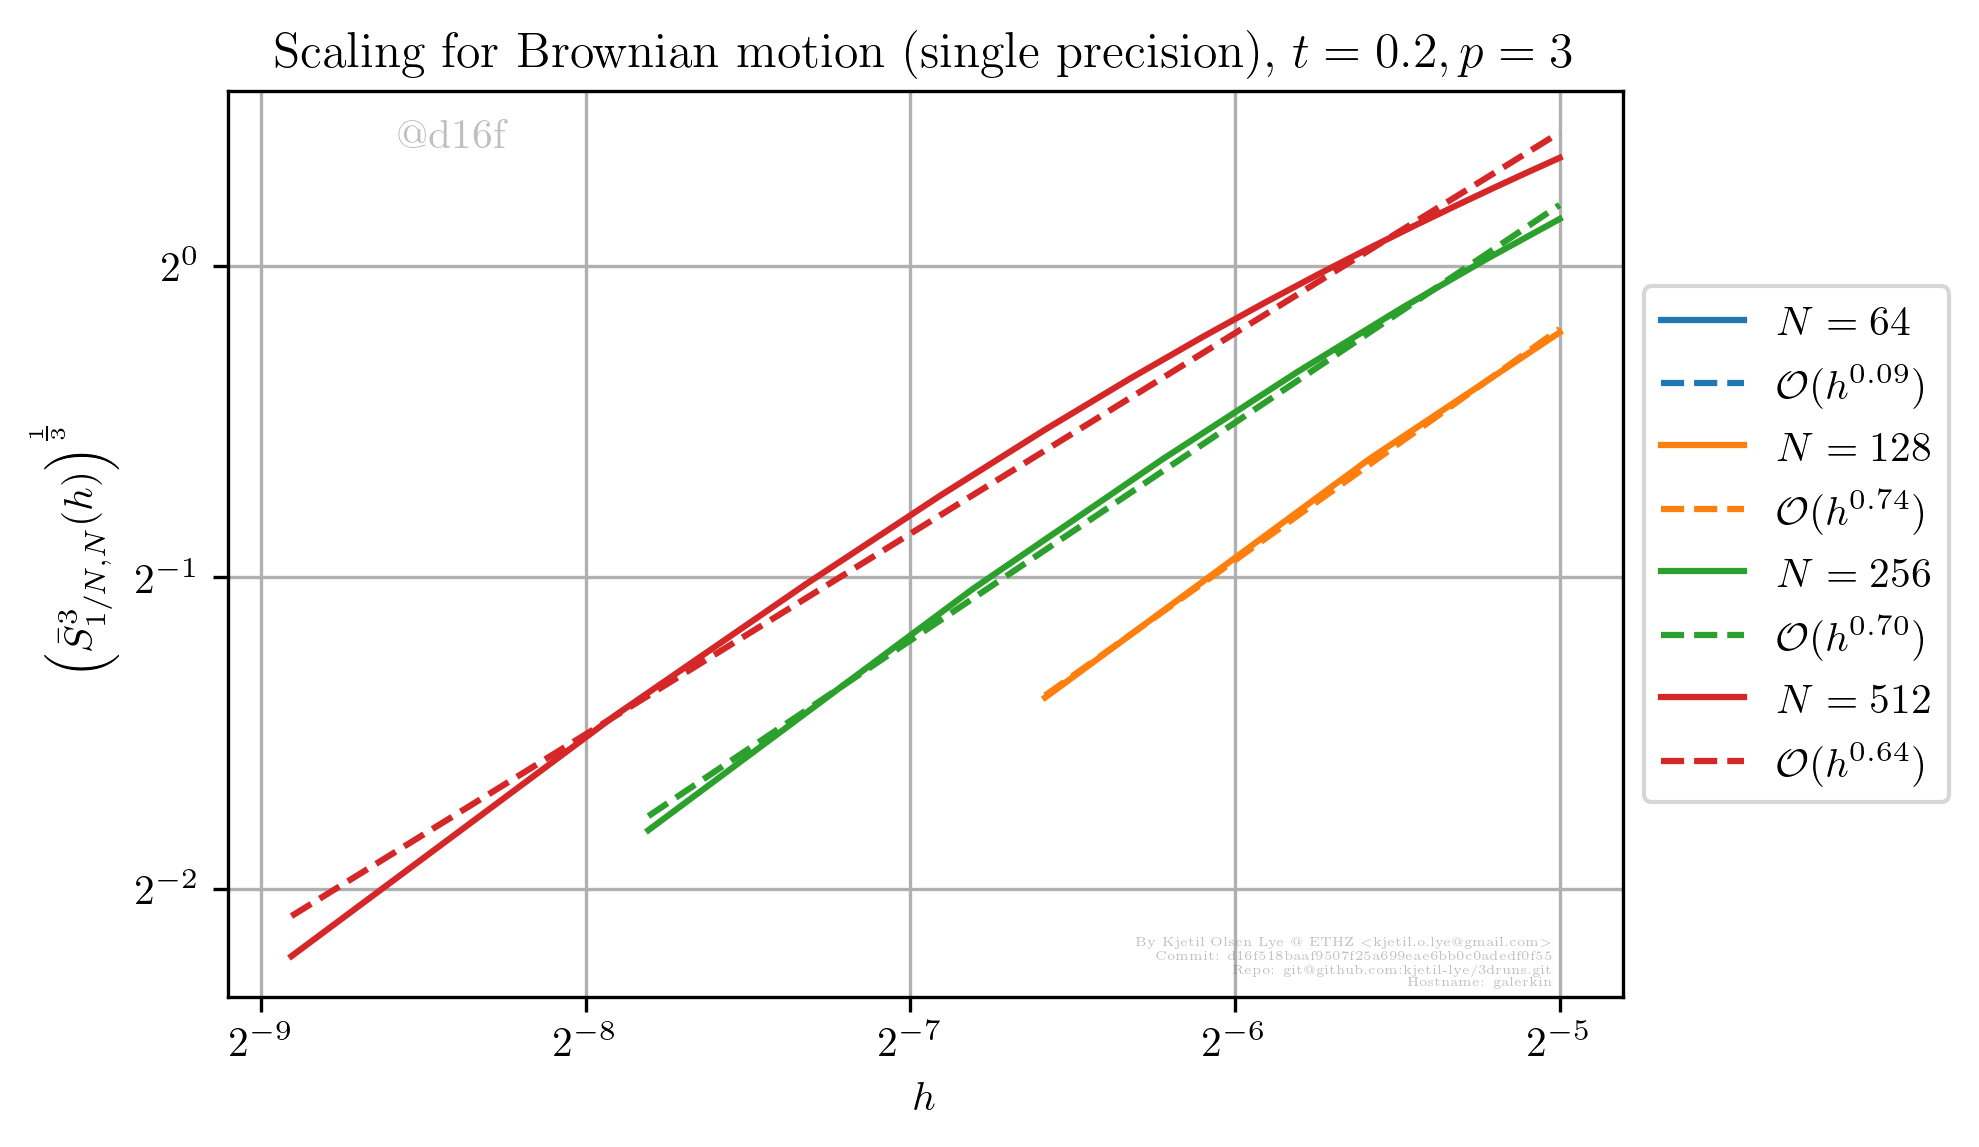 Scaling for Brownian motion (single precision), t = 0.2, p = 3
@d16f
2^0
2^{-1}
2^{-2}
(S̄^3_{1/N,N}(h))^{1/3}
2^{-9}
2^{-8}
2^{-7}
2^{-6}
2^{-5}
h
N = 64
𝒪(h^{0.09})
N = 128
𝒪(h^{0.74})
N = 256
𝒪(h^{0.70})
N = 512
𝒪(h^{0.64})
By Kjetil Olsen Lye @ ETHZ <kjetil.o.lye@gmail.com>
Commit: d16f518baaf9507f25a699eae6bb0c0adedf0f55
Repo: git@github.com:kjetil-lye/3druns.git
Hostname: galerkin